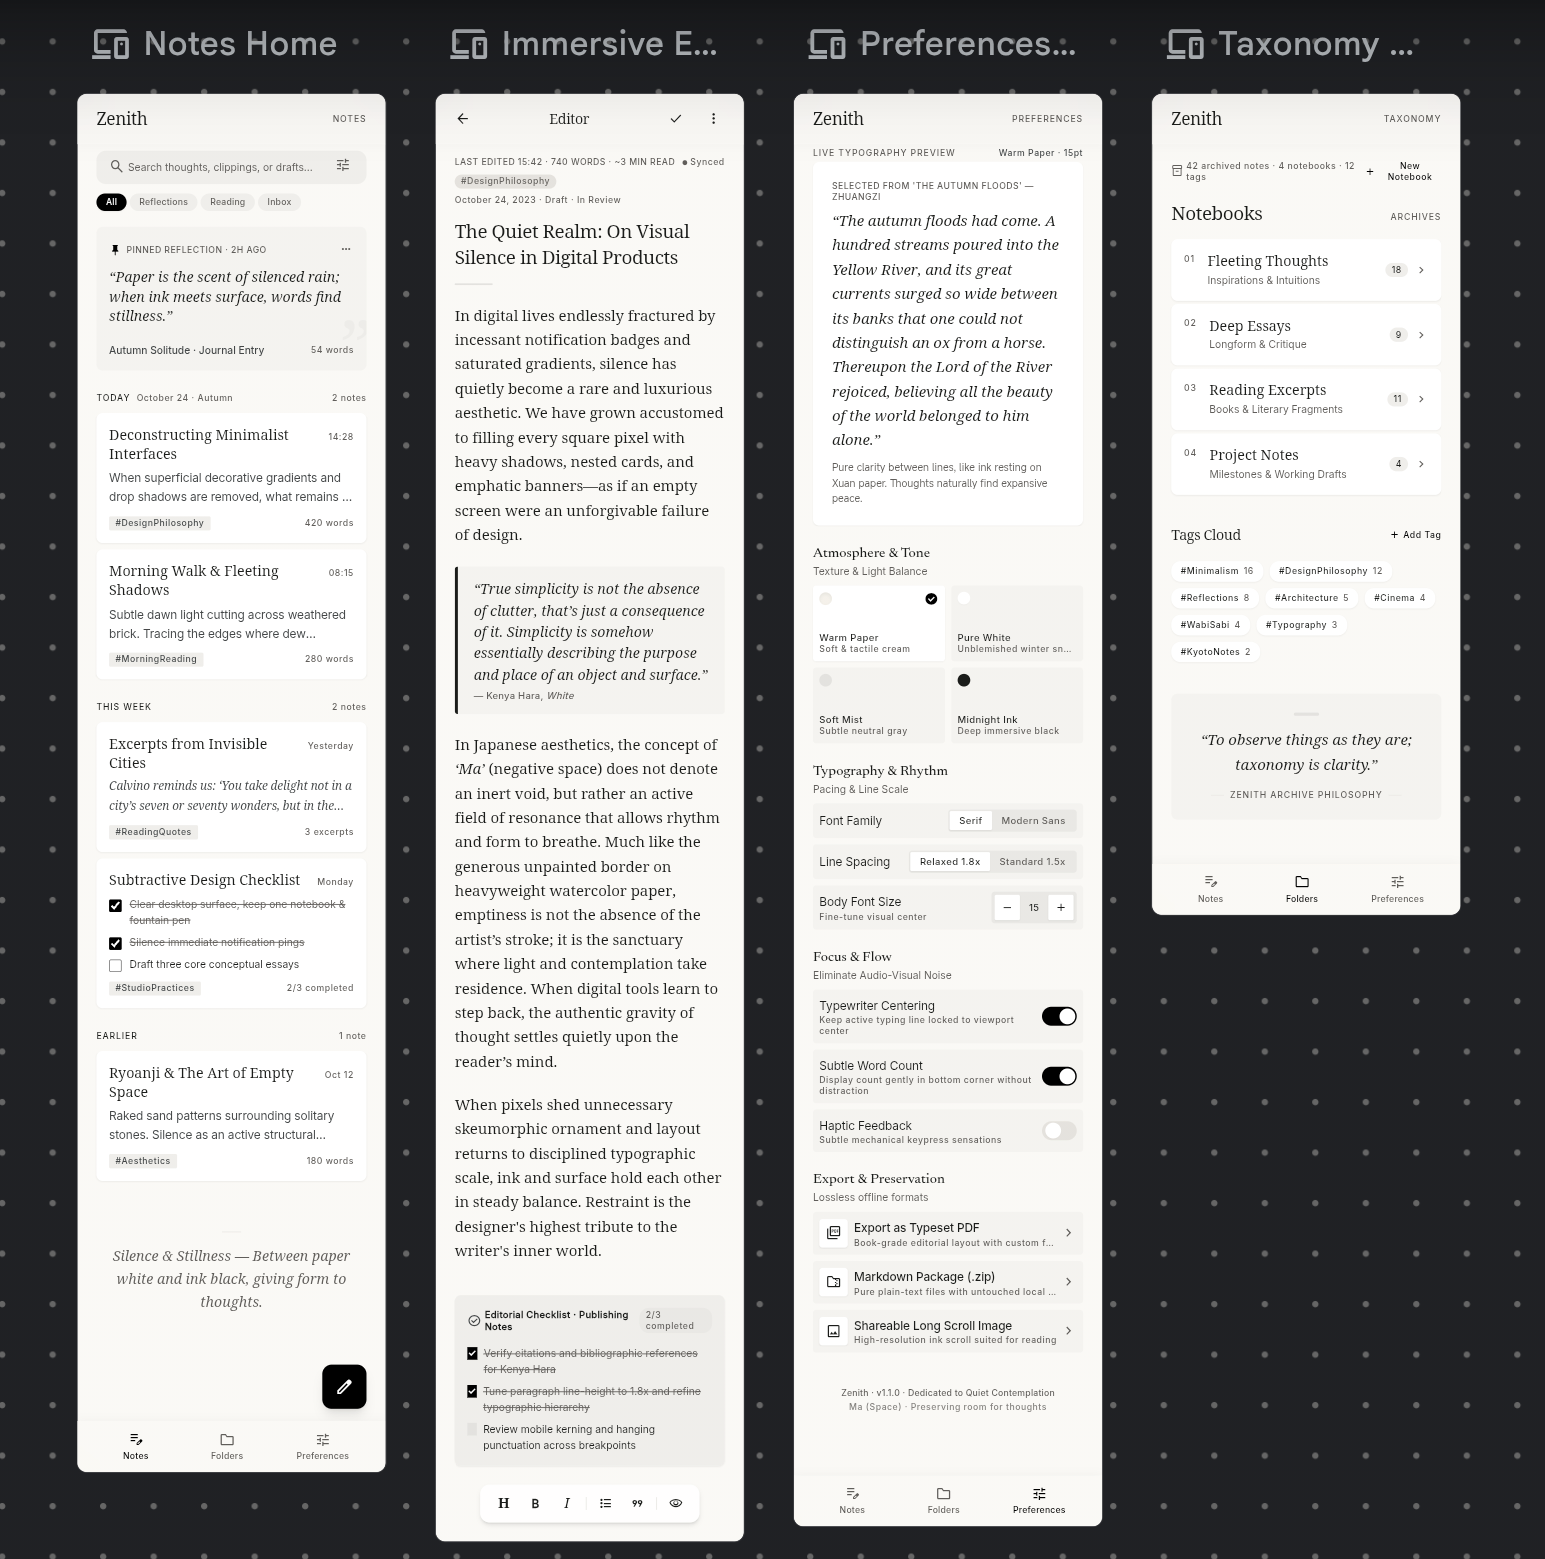 Notes Home
Zenith
NOTES
Search thoughts, clippings, or drafts...
All
Reflections
Reading
Inbox
PINNED REFLECTION · 2H AGO
“Paper is the scent of silenced rain;
when ink meets surface, words find
stillness.”
Autumn Solitude · Journal Entry
54 words
TODAY October 24 · Autumn
2 notes
Deconstructing Minimalist
Interfaces
14:28
When superficial decorative gradients and
drop shadows are removed, what remains ...
#DesignPhilosophy
420 words
Morning Walk & Fleeting
Shadows
08:15
Subtle dawn light cutting across weathered
brick. Tracing the edges where dew...
#MorningReading
280 words
THIS WEEK
2 notes
Excerpts from Invisible
Cities
Yesterday
Calvino reminds us: ‘You take delight not in a
city’s seven or seventy wonders, but in the...
#ReadingQuotes
3 excerpts
Subtractive Design Checklist
Monday
Clear desktop surface, keep one notebook &
fountain pen
Silence immediate notification pings
Draft three core conceptual essays
#StudioPractices
2/3 completed
EARLIER
1 note
Ryoanji & The Art of Empty
Space
Oct 12
Raked sand patterns surrounding solitary
stones. Silence as an active structural...
#Aesthetics
180 words
Silence & Stillness — Between paper
white and ink black, giving form to
thoughts.
Notes
Folders
Preferences
Immersive E...
Editor
LAST EDITED 15:42 · 740 WORDS · ~3 MIN READ
Synced
#DesignPhilosophy
October 24, 2023 · Draft · In Review
The Quiet Realm: On Visual
Silence in Digital Products
In digital lives endlessly fractured by
incessant notification badges and
saturated gradients, silence has
quietly become a rare and luxurious
aesthetic. We have grown accustomed
to filling every square pixel with
heavy shadows, nested cards, and
emphatic banners—as if an empty
screen were an unforgivable failure
of design.
“True simplicity is not the absence
of clutter, that’s just a consequence
of it. Simplicity is somehow
essentially describing the purpose
and place of an object and surface.”
— Kenya Hara, White
In Japanese aesthetics, the concept of
‘Ma’ (negative space) does not denote
an inert void, but rather an active
field of resonance that allows rhythm
and form to breathe. Much like the
generous unpainted border on
heavyweight watercolor paper,
emptiness is not the absence of the
artist’s stroke; it is the sanctuary
where light and contemplation take
residence. When digital tools learn to
step back, the authentic gravity of
thought settles quietly upon the
reader’s mind.
When pixels shed unnecessary
skeumorphic ornament and layout
returns to disciplined typographic
scale, ink and surface hold each other
in steady balance. Restraint is the
designer's highest tribute to the
writer's inner world.
Editorial Checklist · Publishing
Notes
2/3
completed
Verify citations and bibliographic references
for Kenya Hara
Tune paragraph line-height to 1.8x and refine
typographic hierarchy
Review mobile kerning and hanging
punctuation across breakpoints
H
B
I
Preferences...
Zenith
PREFERENCES
LIVE TYPOGRAPHY PREVIEW
Warm Paper · 15pt
SELECTED FROM ‘THE AUTUMN FLOODS’ —
ZHUANGZI
“The autumn floods had come. A
hundred streams poured into the
Yellow River, and its great
currents surged so wide between
its banks that one could not
distinguish an ox from a horse.
Thereupon the Lord of the River
rejoiced, believing all the beauty
of the world belonged to him
alone.”
Pure clarity between lines, like ink resting on
Xuan paper. Thoughts naturally find expansive
peace.
Atmosphere & Tone
Texture & Light Balance
Warm Paper
Soft & tactile cream
Pure White
Unblemished winter sn...
Soft Mist
Subtle neutral gray
Midnight Ink
Deep immersive black
Typography & Rhythm
Pacing & Line Scale
Font Family
Serif
Modern Sans
Line Spacing
Relaxed 1.8x
Standard 1.5x
Body Font Size
Fine-tune visual center
−
15
+
Focus & Flow
Eliminate Audio-Visual Noise
Typewriter Centering
Keep active typing line locked to viewport
center
Subtle Word Count
Display count gently in bottom corner without
distraction
Haptic Feedback
Subtle mechanical keypress sensations
Export & Preservation
Lossless offline formats
Export as Typeset PDF
Book-grade editorial layout with custom f...
Markdown Package (.zip)
Pure plain-text files with untouched local ...
Shareable Long Scroll Image
High-resolution ink scroll suited for reading
Zenith · v1.1.0 · Dedicated to Quiet Contemplation
Ma (Space) · Preserving room for thoughts
Notes
Folders
Preferences
Taxonomy ...
Zenith
TAXONOMY
42 archived notes · 4 notebooks · 12
tags
+ New
Notebook
Notebooks
ARCHIVES
01 Fleeting Thoughts
Inspirations & Intuitions
18
02 Deep Essays
Longform & Critique
9
03 Reading Excerpts
Books & Literary Fragments
11
04 Project Notes
Milestones & Working Drafts
4
Tags Cloud
+ Add Tag
#Minimalism 16
#DesignPhilosophy 12
#Reflections 8
#Architecture 5
#Cinema 4
#WabiSabi 4
#Typography 3
#KyotoNotes 2
“To observe things as they are;
taxonomy is clarity.”
ZENITH ARCHIVE PHILOSOPHY
Notes
Folders
Preferences